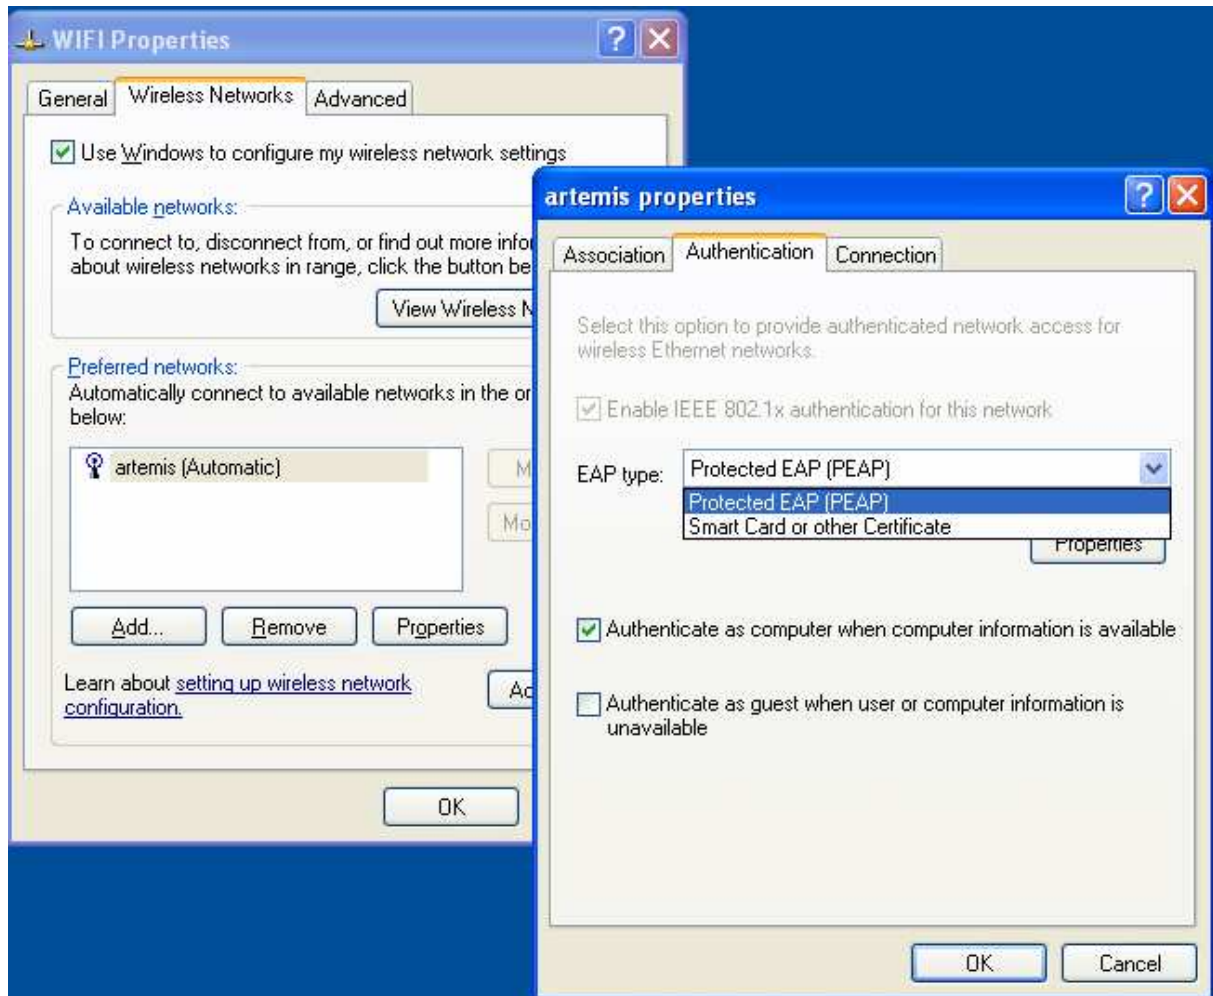 WIFI Properties
General Wireless Networks Advanced
Use Windows to configure my wireless network settings
Available networks:
To connect to, disconnect from, or find out more
about wireless networks in range, click the button
View Wireless
Preferred networks:
Automatically connect to available networks in the
below:
artemis (Automatic)
Add... Remove Properties
Learn about setting up wireless network
configuration.
OK
artemis properties
Association Authentication Connection
Select this option to provide authenticated network access for
wireless Ethernet networks.
Enable IEEE 802.1x authentication for this network
EAP type: Protected EAP (PEAP)
Protected EAP (PEAP)
Smart Card or other Certificate
Properties
Authenticate as computer when computer information is available
Authenticate as guest when user or computer information is
unavailable
OK Cancel